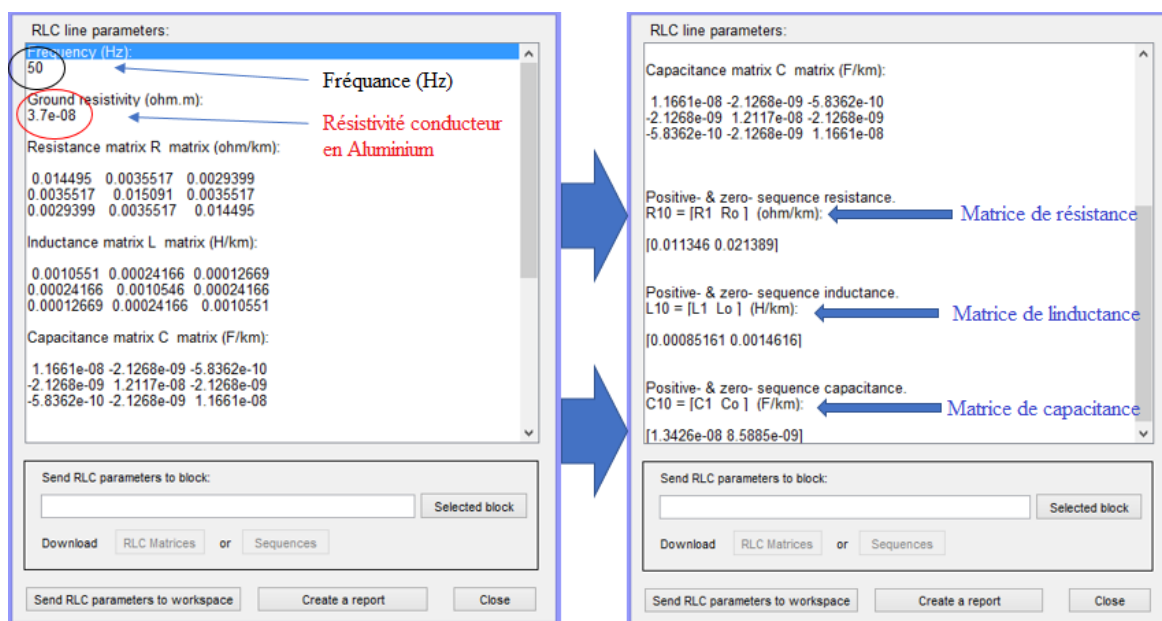 RLC line parameters:
Frequency (Hz):
50
Fréquance (Hz)
Ground resistivity (ohm.m):
3.7e-08
Résistivité conducteur
en Aluminium
Resistance matrix R matrix (ohm/km):
0.014495 0.0035517 0.0029399
0.0035517 0.015091 0.0035517
0.0029399 0.0035517 0.014495
Inductance matrix L matrix (H/km):
0.0010551 0.00024166 0.00012669
0.00024166 0.0010546 0.00024166
0.00012669 0.00024166 0.0010551
Capacitance matrix C matrix (F/km):
1.1661e-08 -2.1268e-09 -5.8362e-10
-2.1268e-09 1.2117e-08 -2.1268e-09
-5.8362e-10 -2.1268e-09 1.1661e-08
Send RLC parameters to block:
Selected block
Download RLC Matrices or Sequences
Send RLC parameters to workspace Create a report Close
RLC line parameters:
Capacitance matrix C matrix (F/km):
1.1661e-08 -2.1268e-09 -5.8362e-10
-2.1268e-09 1.2117e-08 -2.1268e-09
-5.8362e-10 -2.1268e-09 1.1661e-08
Positive- & zero- sequence resistance.
R10 = [R1 Ro ] (ohm/km): Matrice de résistance
[0.011346 0.021389]
Positive- & zero- sequence inductance.
L10 = [L1 Lo ] (H/km): Matrice de linductance
[0.00085161 0.0014616]
Positive- & zero- sequence capacitance.
C10 = [C1 Co ] (F/km): Matrice de capacitance
[1.3426e-08 8.5885e-09]
Send RLC parameters to block:
Selected block
Download RLC Matrices or Sequences
Send RLC parameters to workspace Create a report Close